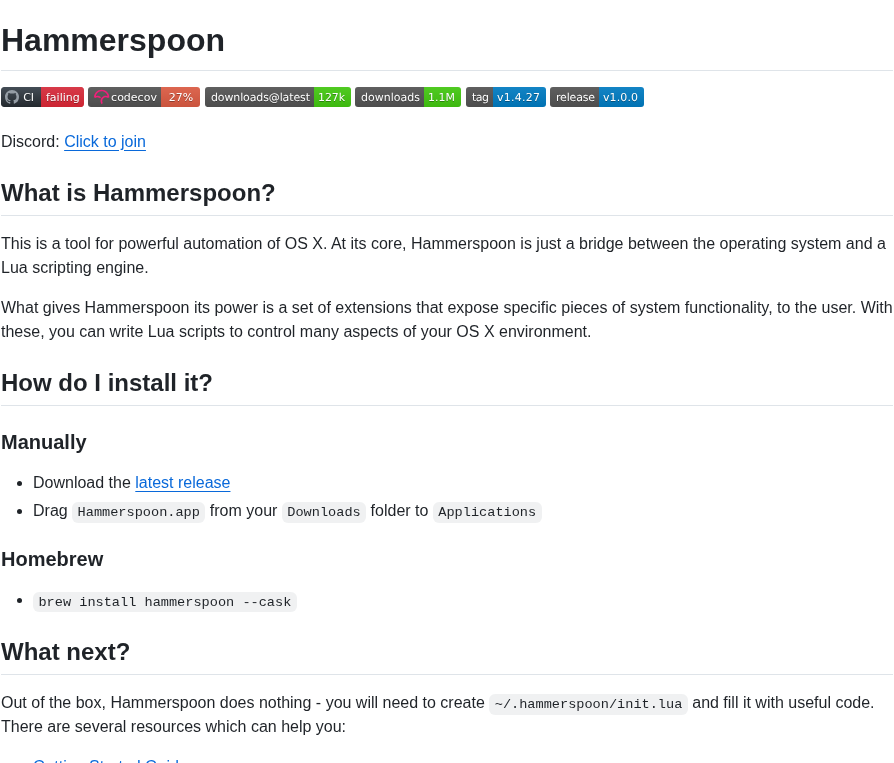 Hammerspoon
CI failing codecov 27% downloads@latest 127k downloads 1.1M tag v1.4.27 release v1.0.0
Discord: Click to join
What is Hammerspoon?
This is a tool for powerful automation of OS X. At its core, Hammerspoon is just a bridge between the operating system and a
Lua scripting engine.
What gives Hammerspoon its power is a set of extensions that expose specific pieces of system functionality, to the user. With
these, you can write Lua scripts to control many aspects of your OS X environment.
How do I install it?
Manually
Download the latest release
Drag Hammerspoon.app from your Downloads folder to Applications
Homebrew
brew install hammerspoon --cask
What next?
Out of the box, Hammerspoon does nothing - you will need to create ~/.hammerspoon/init.lua and fill it with useful code.
There are several resources which can help you:
Getting Started Guide